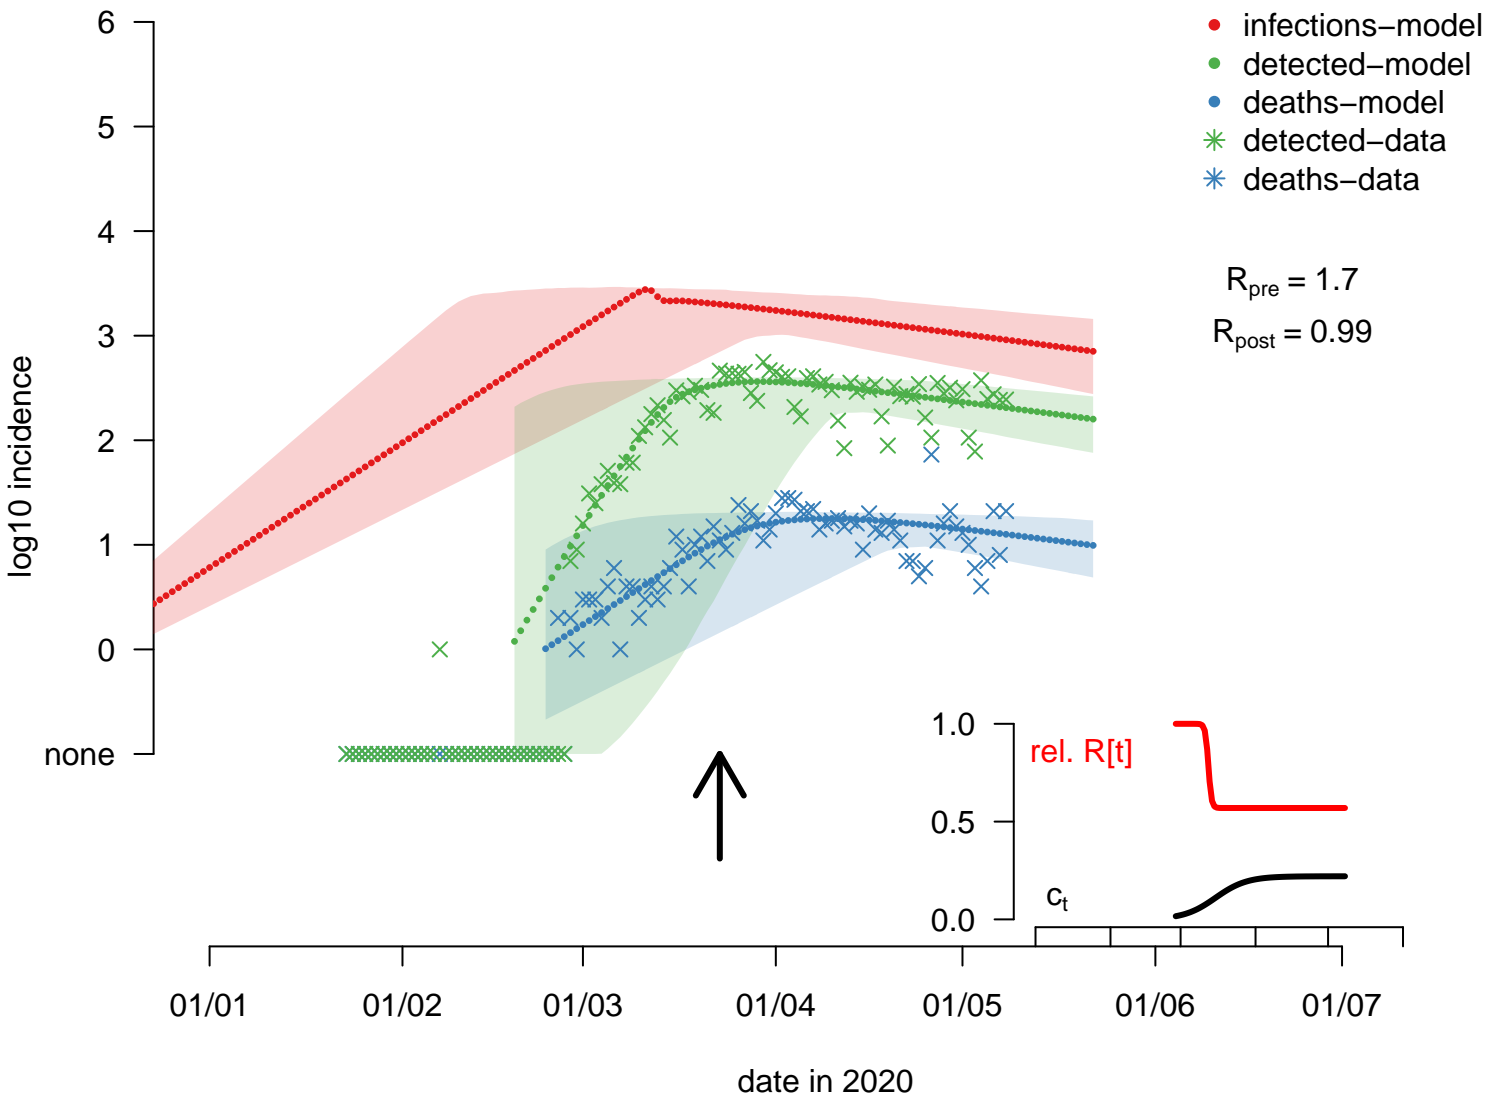 6
5
4
3
2
1
0
none
log10 incidence
infections−model
detected−model
deaths−model
detected−data
deaths−data
Rpre = 1.7
Rpost = 0.99
1.0
0.5
0.0
rel. R[t]
ct
01/01
01/02
01/03
01/04
01/05
01/06
01/07
date in 2020